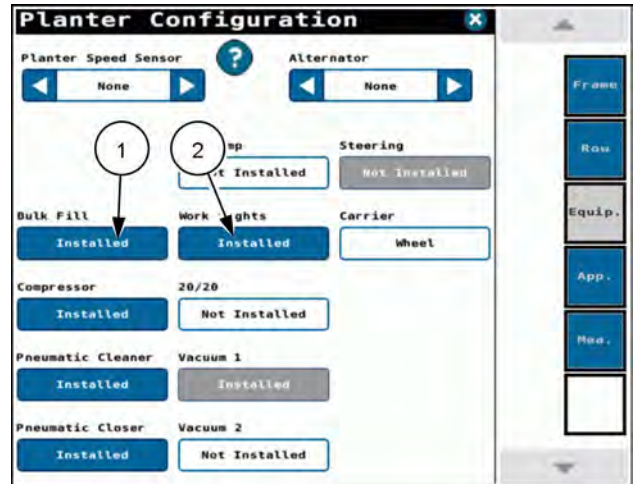 Planter Configuration
Planter Speed Sensor
Alternator
?
None
None
Frame
1
2
mp
Steering
Row
t Installed
Not Installed
Bulk Fill
Work ghts
Carrier
Equip.
Installed
Installed
Wheel
App.
Compressor
20/20
Installed
Not Installed
Pneumatic Cleaner
Vacuum 1
Installed
Installed
Pneumatic Closer
Vacuum 2
Installed
Not Installed